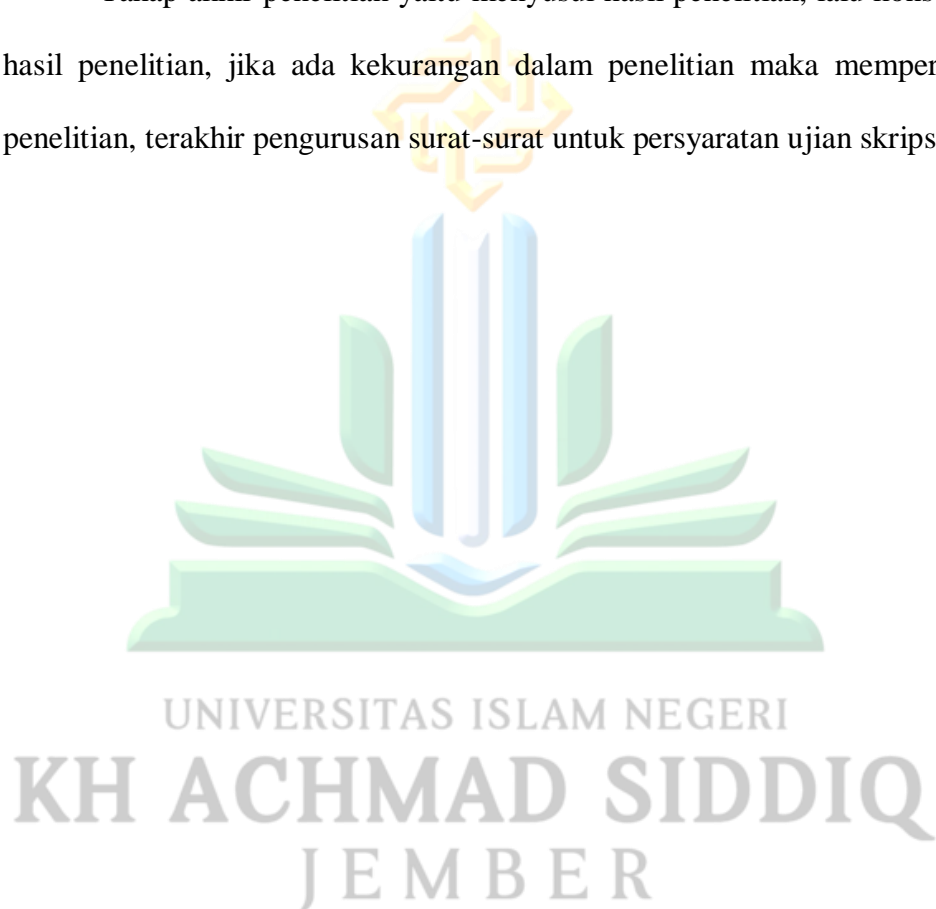 hasil penelitian, jika ada kekurangan dalam penelitian maka memper
penelitian, terakhir pengurusan surat-surat untuk persyaratan ujian skrips
UNIVERSITAS ISLAM NEGERI
KH ACHMAD SIDDIQ
JEMBER